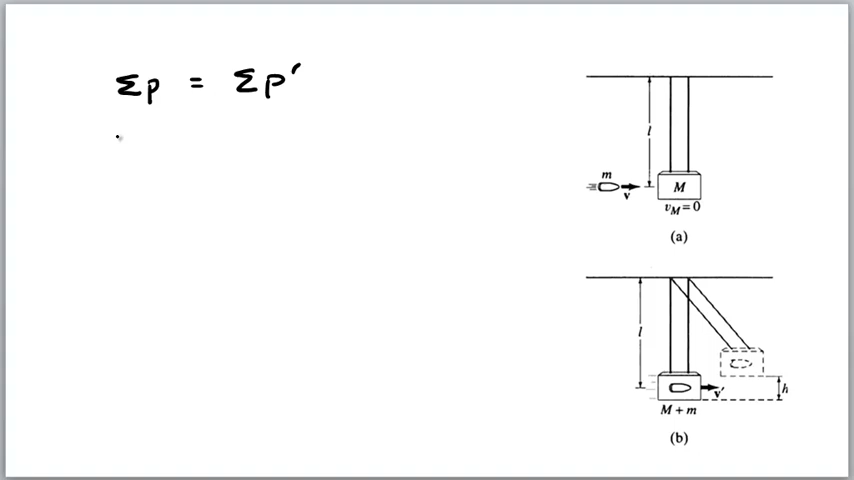 Σp = Σp′
l
m
v
M
v_M = 0
(a)
l
h
v′
M + m
(b)